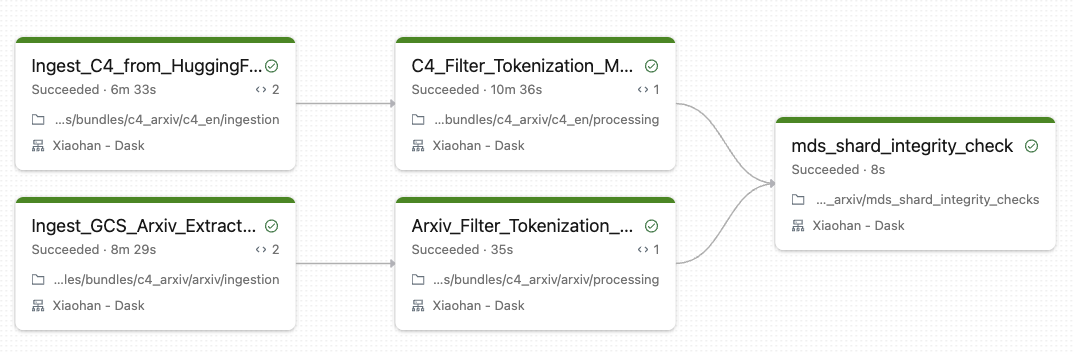 Ingest_C4_from_HuggingF...
Succeeded · 6m 33s
<> 2
...s/bundles/c4_arxiv/c4_en/ingestion
Xiaohan - Dask
C4_Filter_Tokenization_M...
Succeeded · 10m 36s
<> 1
...bundles/c4_arxiv/c4_en/processing
Xiaohan - Dask
Ingest_GCS_Arxiv_Extract...
Succeeded · 8m 29s
<> 2
...les/bundles/c4_arxiv/arxiv/ingestion
Xiaohan - Dask
Arxiv_Filter_Tokenization_...
Succeeded · 35s
<> 1
...s/bundles/c4_arxiv/arxiv/processing
Xiaohan - Dask
mds_shard_integrity_check
Succeeded · 8s
..._arxiv/mds_shard_integrity_checks
Xiaohan - Dask